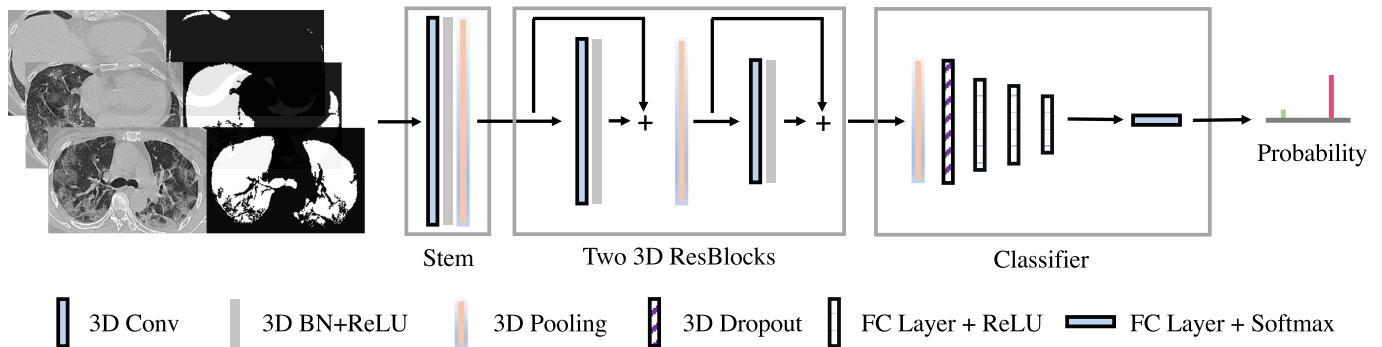 Probability
Stem
Two 3D ResBlocks
Classifier
3D Conv
3D BN+ReLU
3D Pooling
3D Dropout
FC Layer + ReLU
FC Layer + Softmax